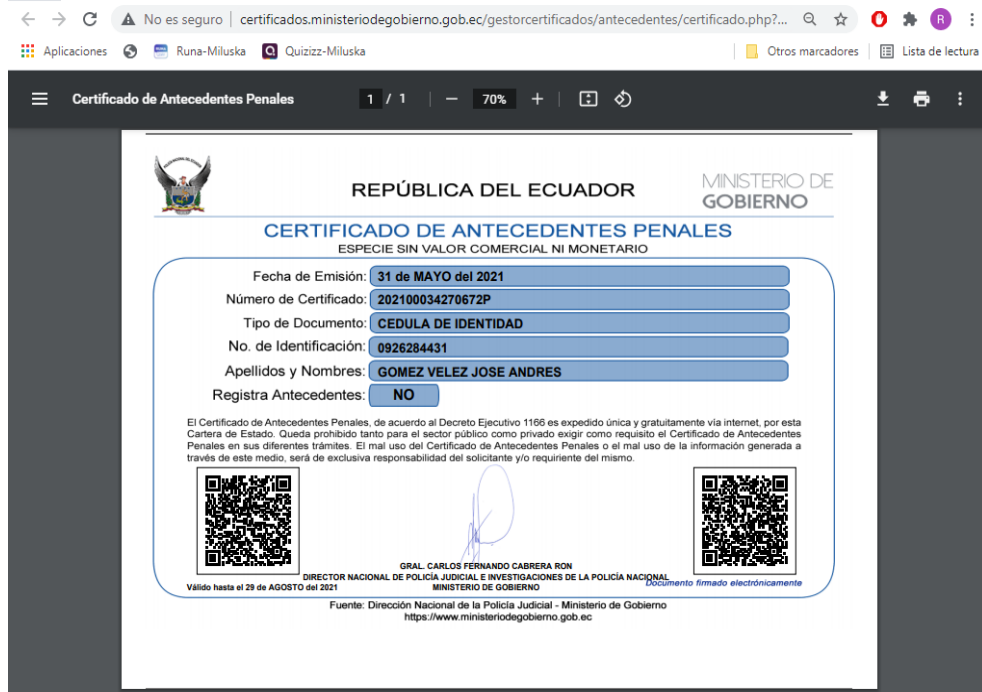 No es seguro | certificados.ministeriodegobierno.gob.ec/gestorcertificados/antecedentes/certificado.php?...
R
Aplicaciones
Runa-Miluska
Quizizz-Miluska
Otros marcadores
Lista de lectura
Certificado de Antecedentes Penales
1 / 1
70%
REPÚBLICA DEL ECUADOR
MINISTERIO DE
GOBIERNO
CERTIFICADO DE ANTECEDENTES PENALES
ESPECIE SIN VALOR COMERCIAL NI MONETARIO
Fecha de Emisión: 31 de MAYO del 2021
Número de Certificado: 202100034270672P
Tipo de Documento: CEDULA DE IDENTIDAD
No. de Identificación: 0926284431
Apellidos y Nombres: GOMEZ VELEZ JOSE ANDRES
Registra Antecedentes: NO
El Certificado de Antecedentes Penales, de acuerdo al Decreto Ejecutivo 1166 es expedido única y gratuitamente vía internet, por esta
Cartera de Estado. Queda prohibido tanto para el sector público como privado exigir como requisito el Certificado de Antecedentes
Penales en sus diferentes trámites. El mal uso del Certificado de Antecedentes Penales o el mal uso de la información generada a
través de este medio, será de exclusiva responsabilidad del solicitante y/o requiriente del mismo.
GRAL. CARLOS FERNANDO CABRERA RON
DIRECTOR NACIONAL DE POLICÍA JUDICIAL E INVESTIGACIONES DE LA POLICÍA NACIONAL
MINISTERIO DE GOBIERNO
Válido hasta el 29 de AGOSTO del 2021
Documento firmado electrónicamente
Fuente: Dirección Nacional de la Policía Judicial - Ministerio de Gobierno
https://www.ministeriodegobierno.gob.ec